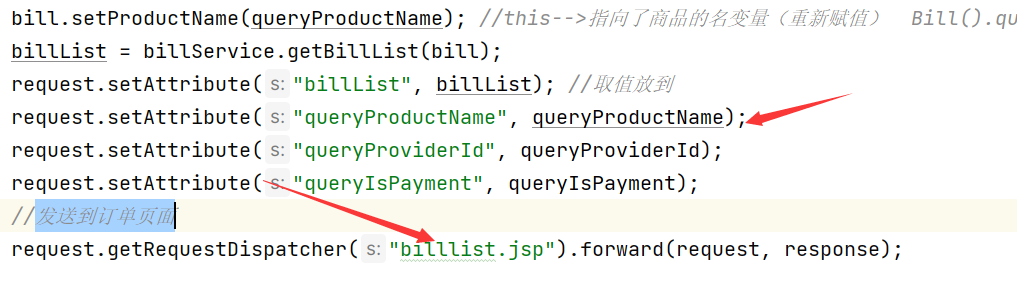 bill.setProductName(queryProductName); //this-->指向了商品的名变量（重新赋值） Bill().qu
billList = billService.getBillList(bill);
request.setAttribute( s: "billList", billList); //取值放到
request.setAttribute( s: "queryProductName", queryProductName);
request.setAttribute( s: "queryProviderId", queryProviderId);
request.setAttribute( s: "queryIsPayment", queryIsPayment);
//发送到订单页面
request.getRequestDispatcher( s: "billlist.jsp").forward(request, response);